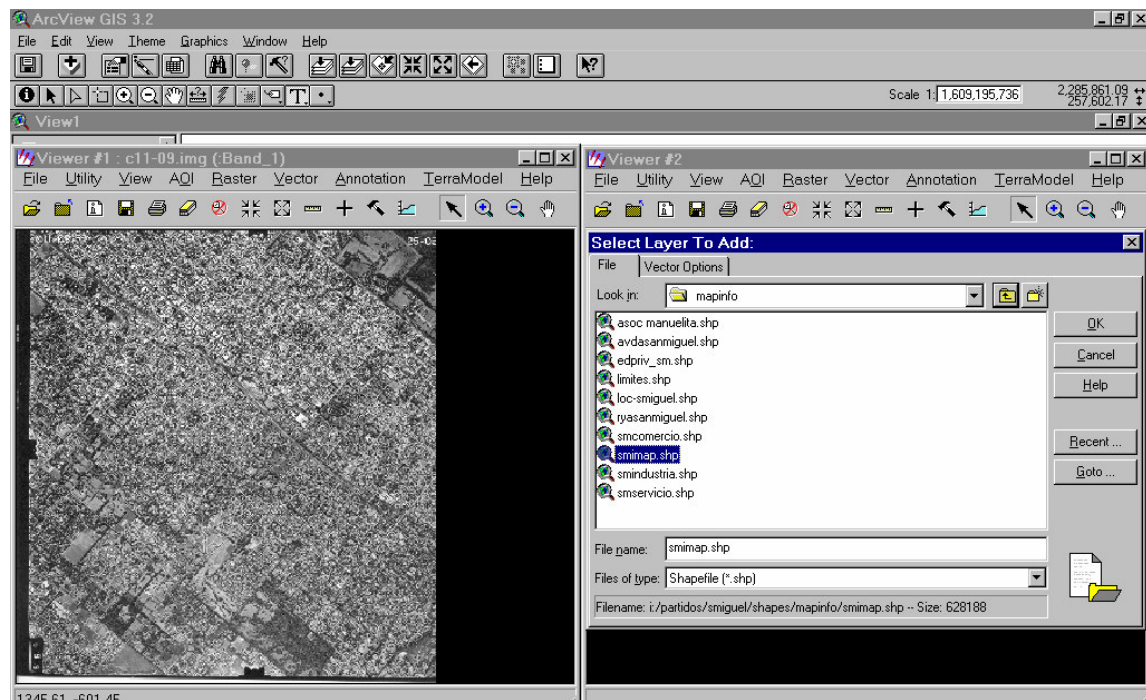 ArcView GIS 3.2
File Edit View Theme Graphics Window Help
Scale 1: 1,609,195,736
2,285,861.09
257,602.17
View1
Viewer #1 : c11-09.img (:Band_1)
File Utility View AOI Raster Vector Annotation TerraModel Help
Viewer #2
File Utility View AOI Raster Vector Annotation TerraModel Help
Select Layer To Add:
File Vector Options
Look in: mapinfo
asoc manuelita.shp
avdasanmiguel.shp
edpriv_sm.shp
limites.shp
loc-smiguel.shp
ryasanmiguel.shp
smcomercio.shp
smimap.shp
smindustria.shp
smservicio.shp
OK
Cancel
Help
Recent ...
Goto ...
File name: smimap.shp
Files of type: Shapefile (*.shp)
Filename: i:/partidos/smiguel/shapes/mapinfo/smimap.shp -- Size: 628188